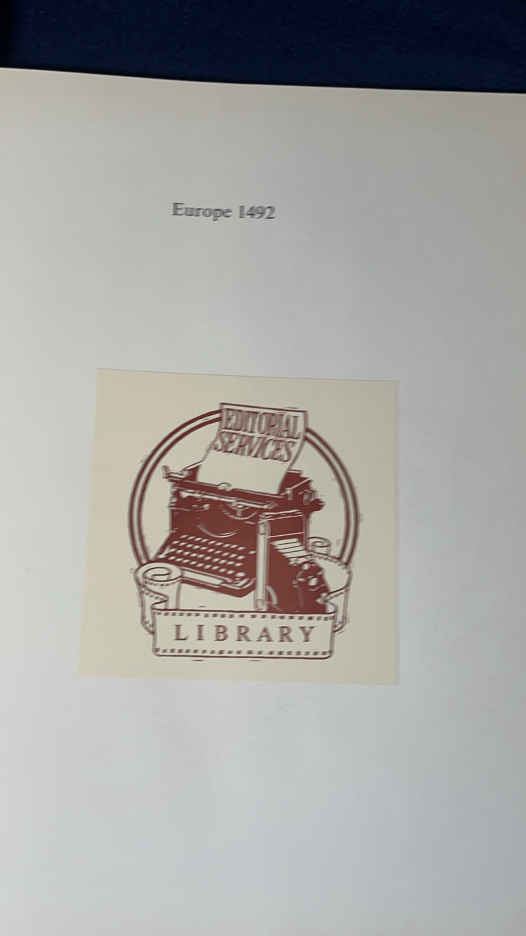 Europe 1492
EDITORIAL
SERVICES
LIBRARY